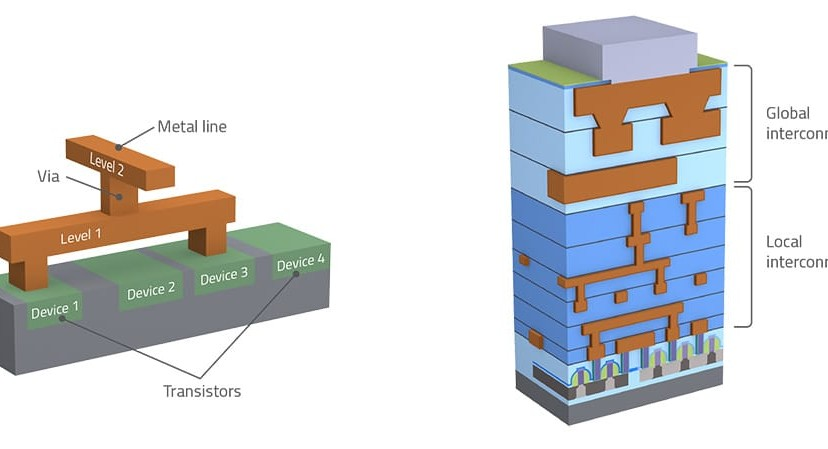 Metal line
Level 2
Via
Level 1
Device 1
Device 2
Device 3
Device 4
Transistors
Global
Local